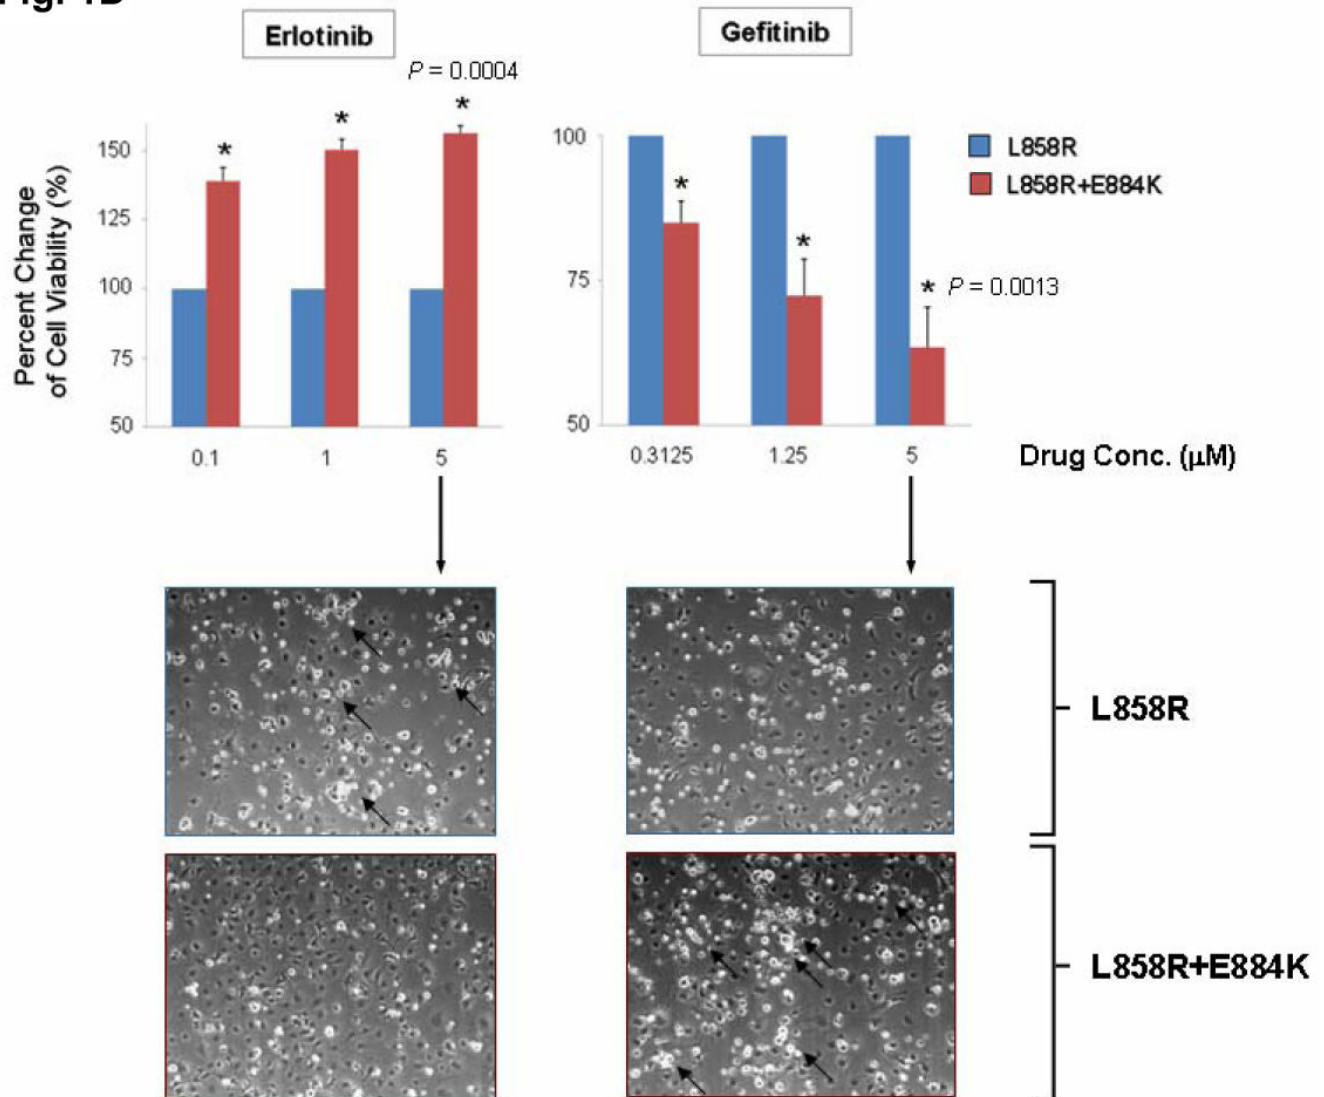 Erlotinib
Gefitinib
P = 0.0004
*
*
*
150
125
100
75
50
Percent Change
of Cell Viability (%)
0.1
1
5
100
75
50
*
*
* P = 0.0013
L858R
L858R+E884K
0.3125
1.25
5
Drug Conc. (µM)
L858R
L858R+E884K